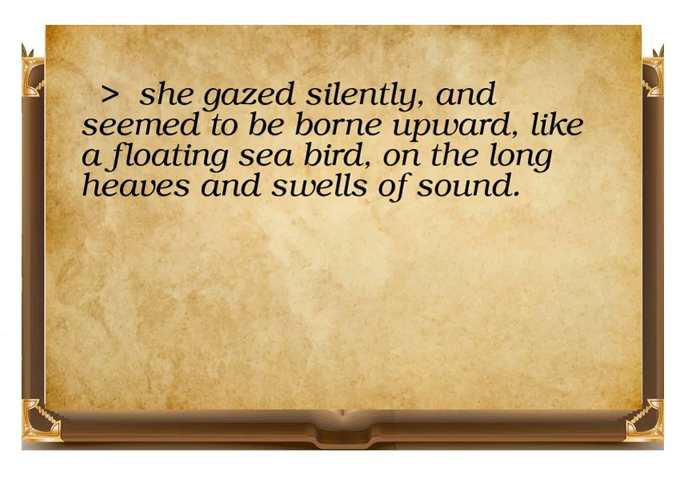 > she gazed silently, and
seemed to be borne upward, like
a floating sea bird, on the long
heaves and swells of sound.